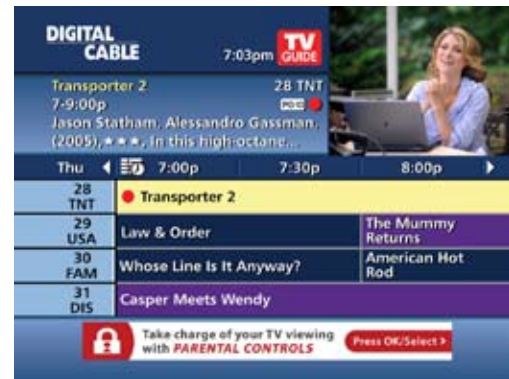 DIGITAL
CABLE
7:03pm
TV
GUIDE
Transporter 2
28 TNT
7-9:00p
PG-13
Jason Statham, Alessandro Gassman.
(2005),★★★, In this high-octane...
Thu
7:00p
7:30p
8:00p
28
TNT
Transporter 2
29
USA
Law & Order
The Mummy
Returns
30
FAM
Whose Line Is It Anyway?
American Hot
Rod
31
DIS
Casper Meets Wendy
Take charge of your TV viewing
with PARENTAL CONTROLS
Press OK/Select >